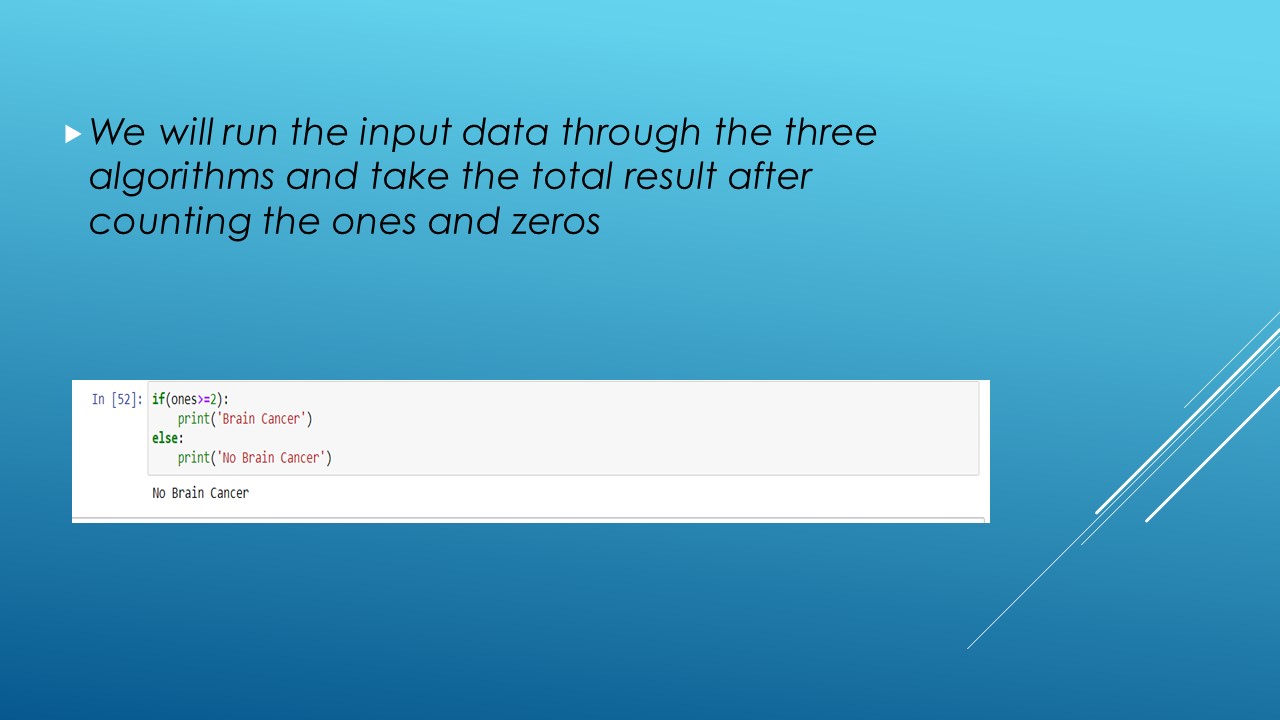 We will run the input data through the three
algorithms and take the total result after
counting the ones and zeros
In [52]: if(ones>=2):
print('Brain Cancer')
else:
print('No Brain Cancer')
No Brain Cancer